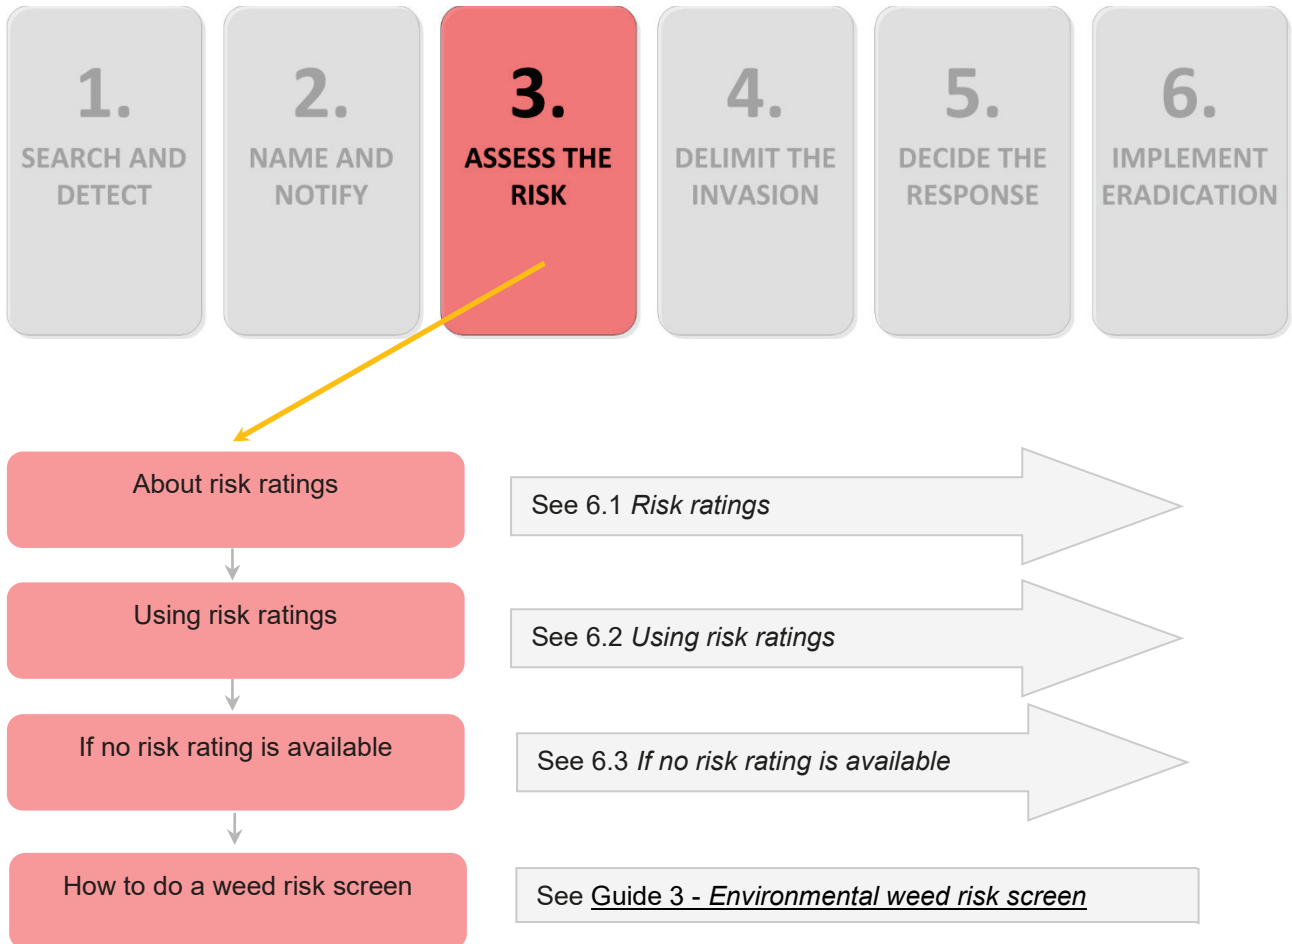 1.
SEARCH AND
DETECT
2.
NAME AND
NOTIFY
3.
ASSESS THE
RISK
4.
DELIMIT THE
INVASION
5.
DECIDE THE
RESPONSE
6.
IMPLEMENT
ERADICATION
About risk ratings
See 6.1 Risk ratings
Using risk ratings
See 6.2 Using risk ratings
If no risk rating is available
See 6.3 If no risk rating is available
How to do a weed risk screen
See Guide 3 - Environmental weed risk screen